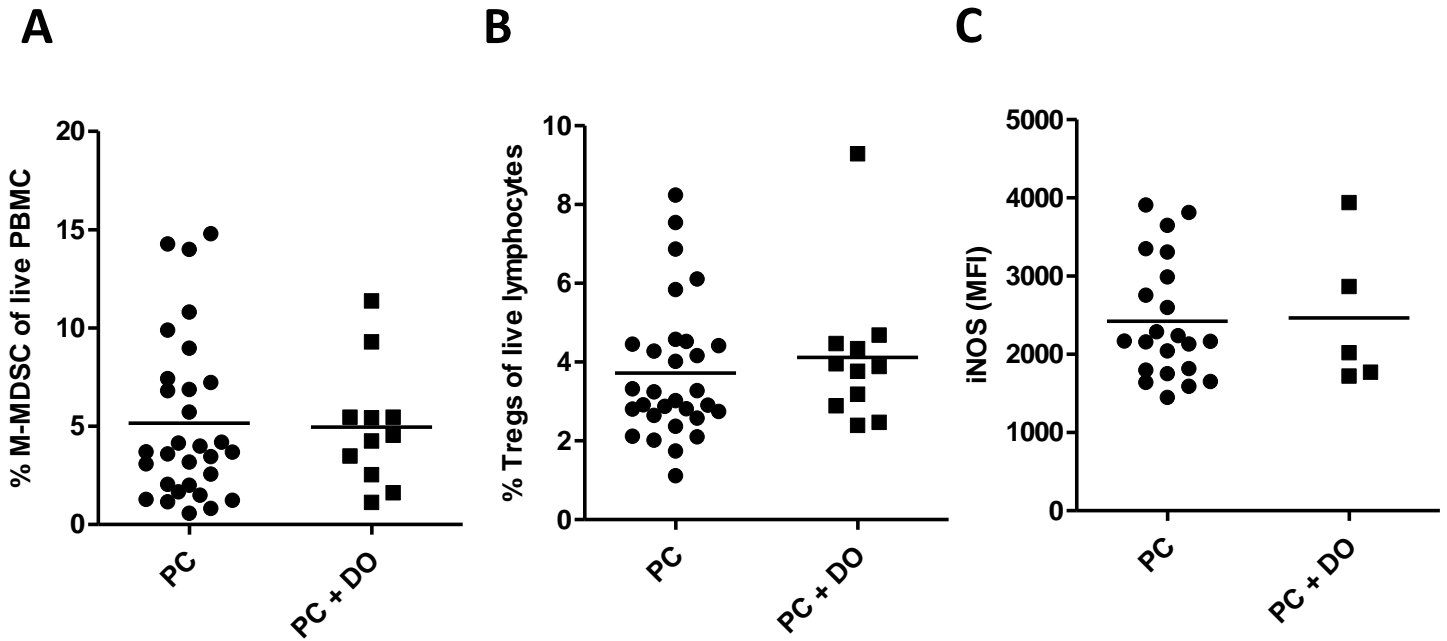 A
% M-MDSC of live PBMC
20
15
10
5
0
PC
PC + DO
B
% Tregs of live lymphocytes
10
8
6
4
2
0
PC
PC + DO
C
iNOS (MFI)
5000
4000
3000
2000
1000
0
PC
PC + DO